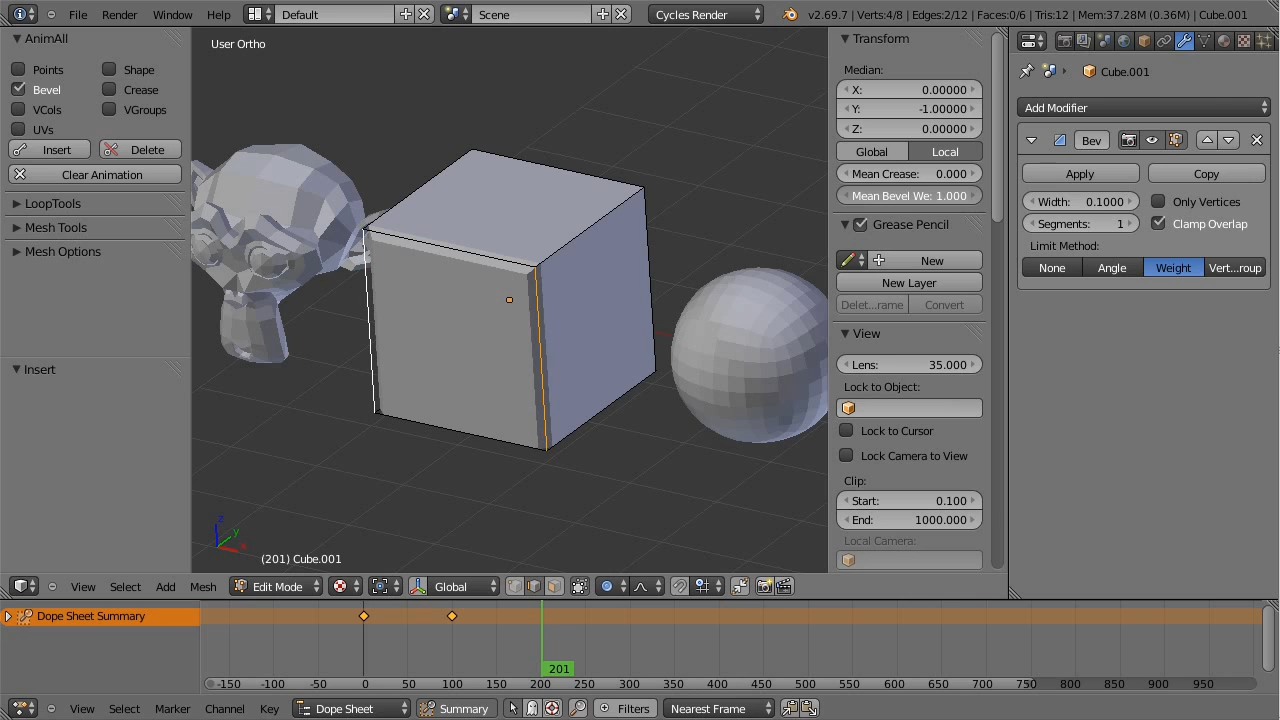 File Render Window Help Default Scene Cycles Render v2.69.7 | Verts:4/8 | Edges:2/12 | Faces:0/6 | Tris:12 | Mem:37.28M (0.36M) | Cube.001
AnimAll
Points Shape
Bevel Crease
VCols VGroups
UVs
Insert Delete
Clear Animation
LoopTools
Mesh Tools
Mesh Options
Insert
User Ortho
z
y
x
(201) Cube.001
Transform
Median:
X: 0.00000
Y: -1.00000
Z: 0.00000
Global Local
Mean Crease: 0.000
Mean Bevel We: 1.000
Grease Pencil
New
New Layer
Delet...rame Convert
View
Lens: 35.000
Lock to Object:
Lock to Cursor
Lock Camera to View
Clip:
Start: 0.100
End: 1000.000
Local Camera:
Cube.001
Add Modifier
Bev
Apply Copy
Width: 0.1000 Only Vertices
Segments: 1 Clamp Overlap
Limit Method:
None Angle Weight Vert...roup
View Select Add Mesh Edit Mode Global
Dope Sheet Summary
201
-150 -100 -50 0 50 100 150 200 250 300 350 400 450 500 550 600 650 700 750 800 850 900 950
View Select Marker Channel Key Dope Sheet Summary Filters Nearest Frame